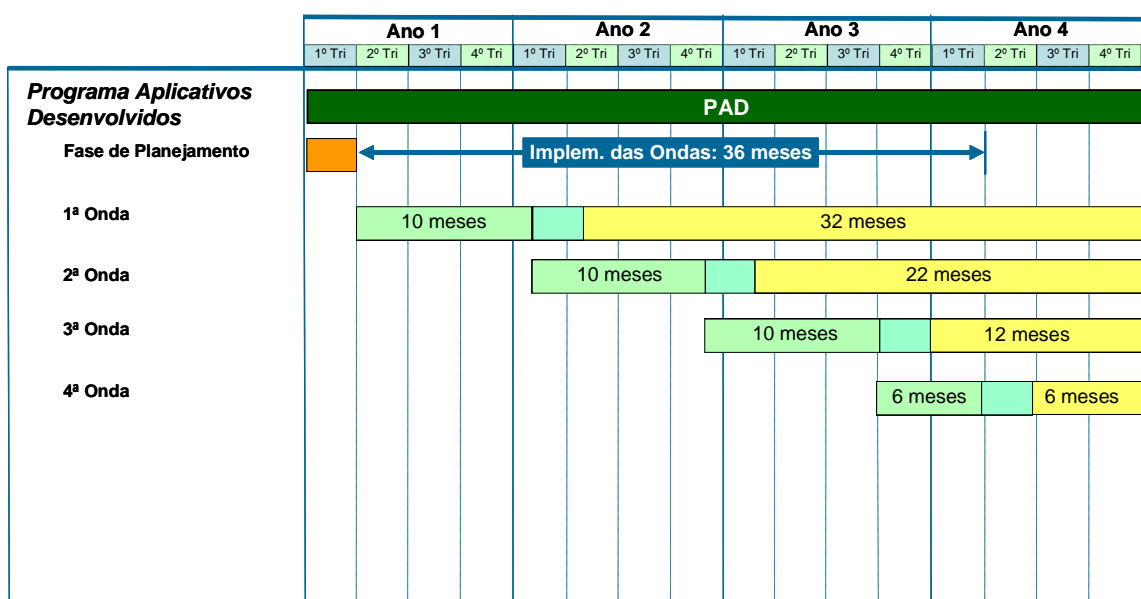 Ano 1 Ano 2 Ano 3 Ano 4
1º Tri 2º Tri 3º Tri 4º Tri 1º Tri 2º Tri 3º Tri 4º Tri 1º Tri 2º Tri 3º Tri 4º Tri 1º Tri 2º Tri 3º Tri 4º Tri
Programa Aplicativos
Desenvolvidos
PAD
Fase de Planejamento
Implem. das Ondas: 36 meses
1ª Onda
10 meses 32 meses
2ª Onda
10 meses 22 meses
3ª Onda
10 meses 12 meses
4ª Onda
6 meses 6 meses